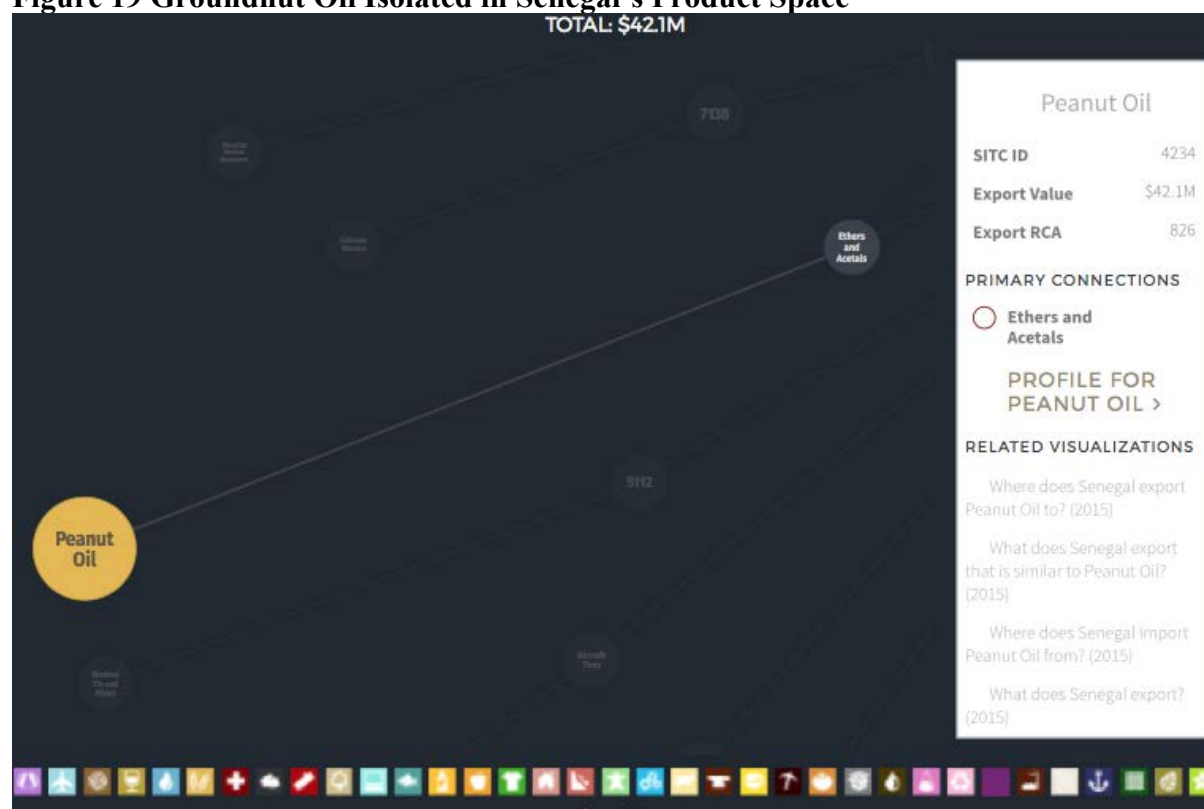 Figure 19 Groundnut Oil Isolated in Senegal's Product Space
TOTAL: $42.1M
7138
Ethers
and
Acetals
5112
Peanut
Oil
Aircraft
Tires
Peanut Oil
SITC ID 4234
Export Value $42.1M
Export RCA 826
PRIMARY CONNECTIONS
Ethers and
Acetals
PROFILE FOR
PEANUT OIL >
RELATED VISUALIZATIONS
Where does Senegal export
Peanut Oil to? (2015)
What does Senegal export
that is similar to Peanut Oil?
(2015)
Where does Senegal import
Peanut Oil from? (2015)
What does Senegal export?
(2015)